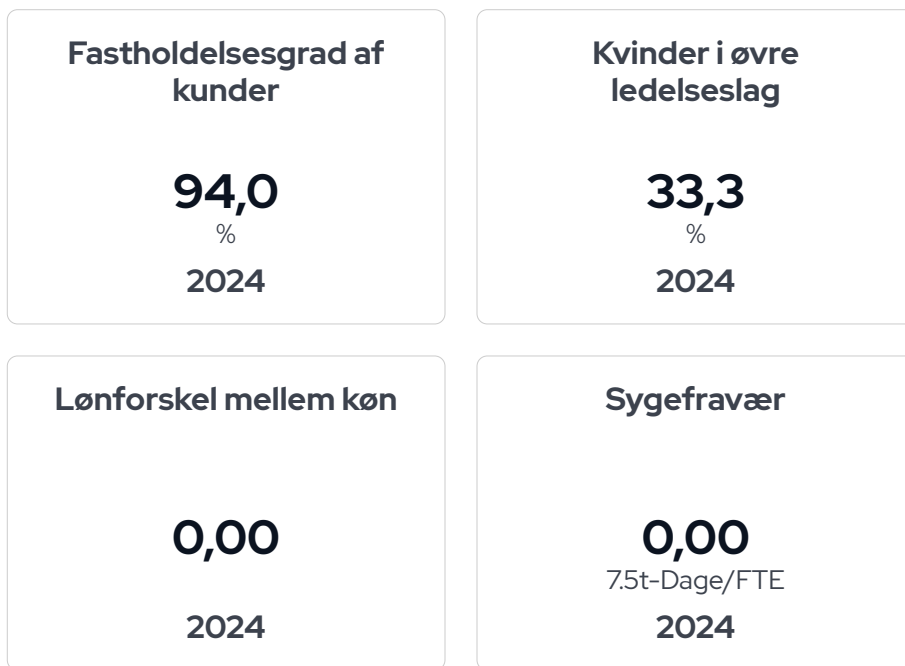 Fastholdelsesgrad af
kunder
94,0
%
2024
Kvinder i øvre
ledelseslag
33,3
%
2024
Lønforskel mellem køn
0,00
2024
Sygefravær
0,00
7.5t-Dage/FTE
2024